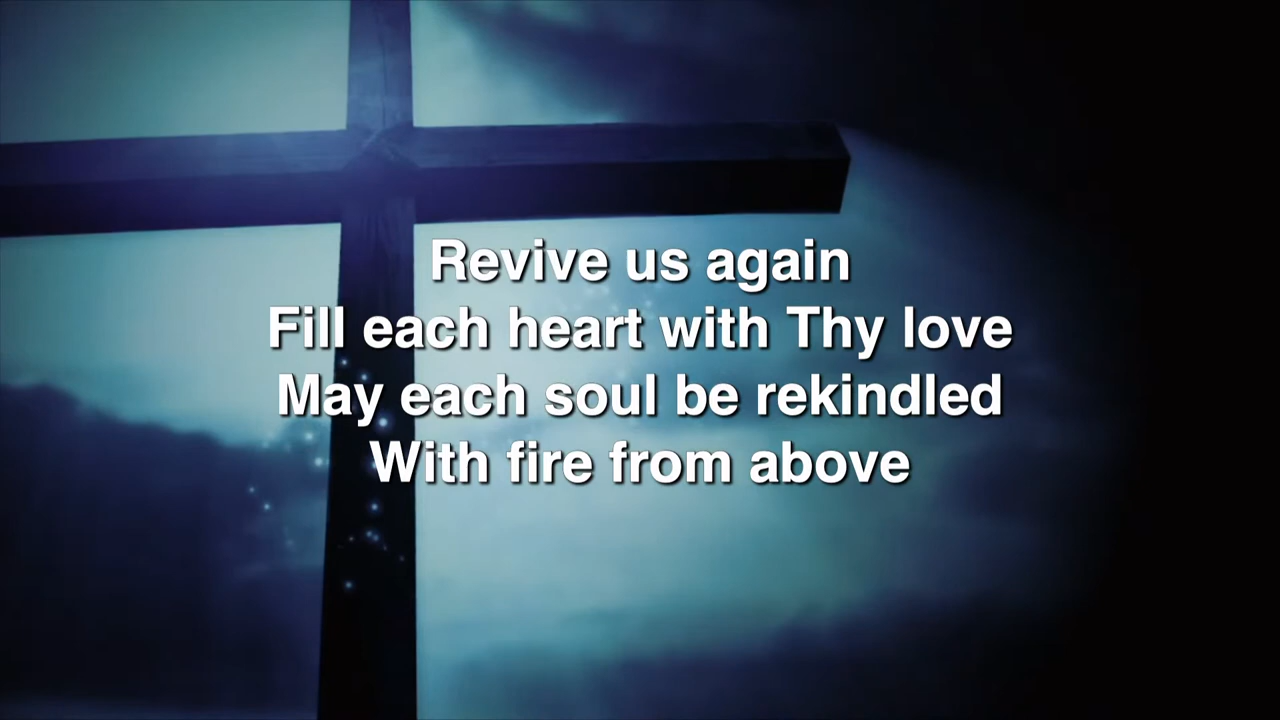 Revive us again
Fill each heart with Thy love
May each soul be rekindled
With fire from above